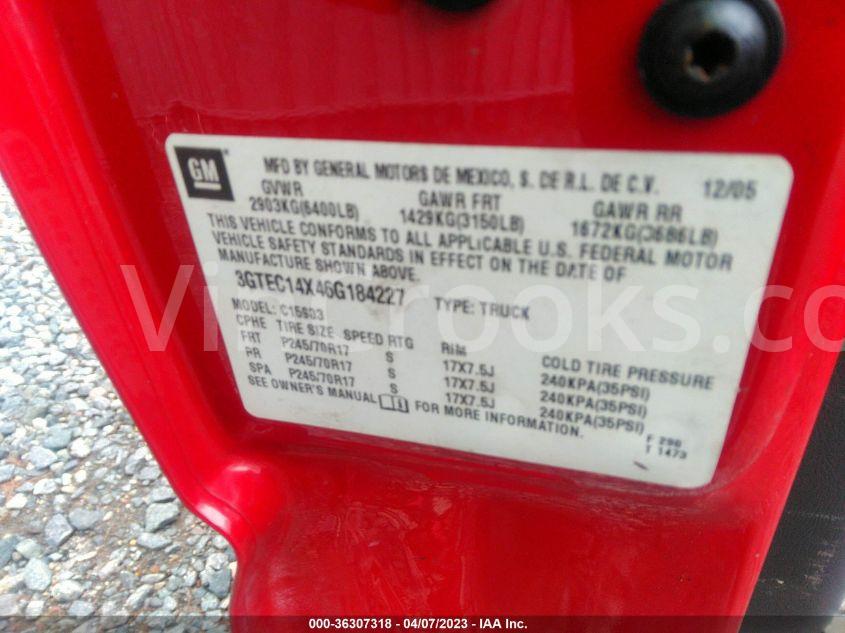 GM
MFD BY GENERAL MOTORS DE MEXICO, S. DE R.L. DE C.V. 12/05
GVWR GAWR FRT GAWR RR
2903KG(6400LB) 1429KG(3150LB) 1672KG(3686LB)
THIS VEHICLE CONFORMS TO ALL APPLICABLE U.S. FEDERAL MOTOR
VEHICLE SAFETY STANDARDS IN EFFECT ON THE DATE OF
MANUFACTURE SHOWN ABOVE.
3GTEC14X46G184227 TYPE: TRUCK
MODEL:
CPHE TIRE SIZE SPEED RTG RIM COLD TIRE PRESSURE
FRT P245/70R17 S 17X7.5J 240KPA(35PSI)
RR P245/70R17 S 17X7.5J 240KPA(35PSI)
SPA P245/70R17 S 17X7.5J 240KPA(35PSI)
SEE OWNER'S MANUAL FOR MORE INFORMATION.
F 296
T 1473
000-36307318 | 04/07/2023 | IAA Inc.